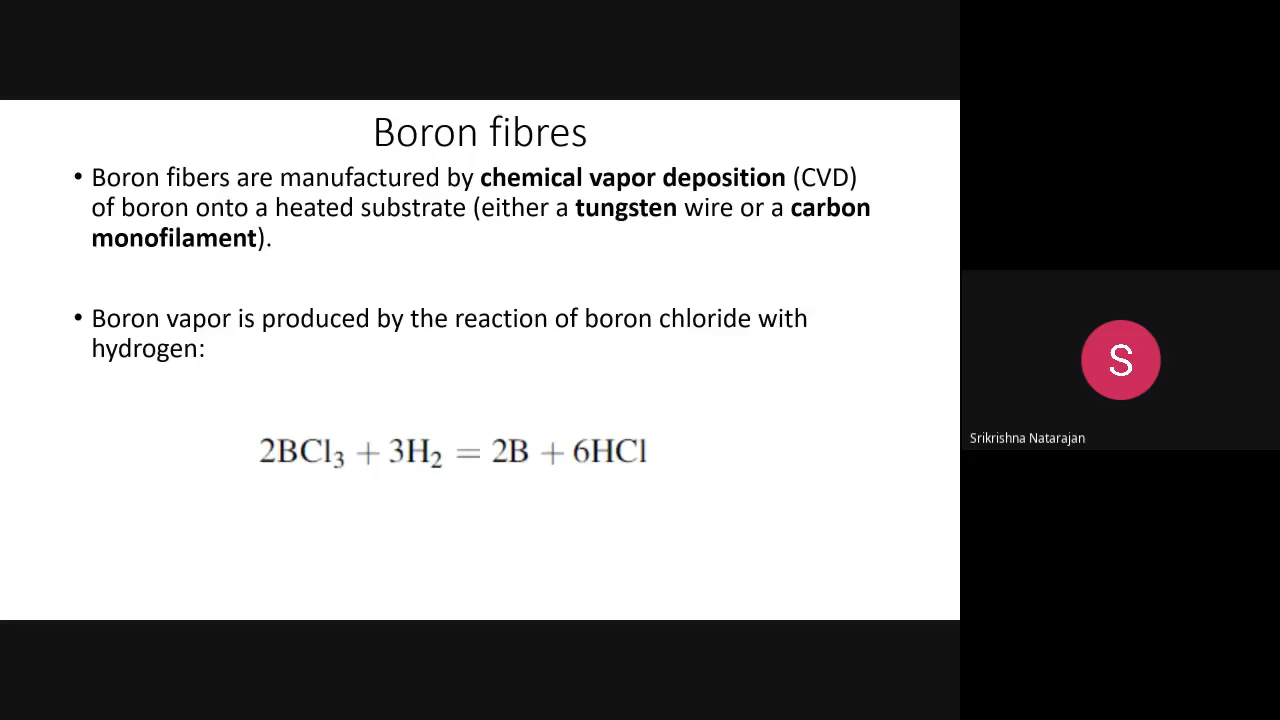 Boron fibres
• Boron fibers are manufactured by chemical vapor deposition (CVD)
of boron onto a heated substrate (either a tungsten wire or a carbon
monofilament).
• Boron vapor is produced by the reaction of boron chloride with
hydrogen:
2BCl₃ + 3H₂ = 2B + 6HCl
S
Srikrishna Natarajan